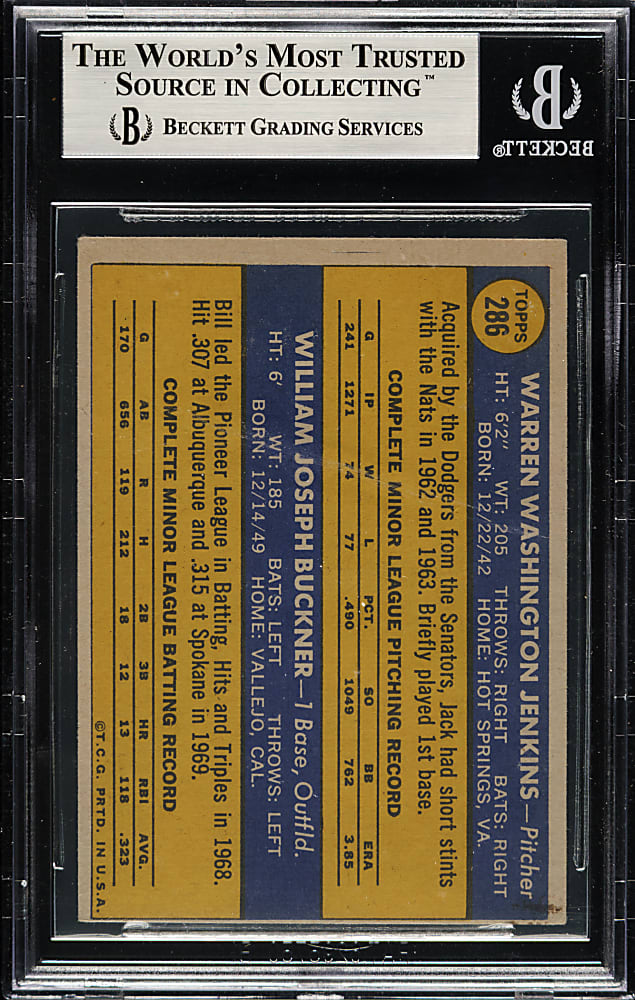 THE WORLD'S MOST TRUSTED
SOURCE IN COLLECTING™
B BECKETT GRADING SERVICES
B
BECKETT®
TOPPS
286
WARREN WASHINGTON JENKINS—Pitcher
HT: 6'2" WT: 205 THROWS: RIGHT BATS: RIGHT
BORN: 12/22/42 HOME: HOT SPRINGS, VA.
Acquired by the Dodgers from the Senators, Jack had short stints
with the Nats in 1962 and 1963. Briefly played 1st base.
COMPLETE MINOR LEAGUE PITCHING RECORD
G IP W L PCT. SO BB ERA
241 1271 74 77 .490 1049 762 3.85
WILLIAM JOSEPH BUCKNER—1 Base, Outfld.
HT: 6' WT: 185 BATS: LEFT THROWS: LEFT
BORN: 12/14/49 HOME: VALLEJO, CAL.
Bill led the Pioneer League in Batting, Hits and Triples in 1968.
Hit .307 at Albuquerque and .315 at Spokane in 1969.
COMPLETE MINOR LEAGUE BATTING RECORD
G AB R H 2B 3B HR RBI AVG.
170 656 119 212 18 12 13 118 .323
©T.C.G. PRTD. IN U.S.A.